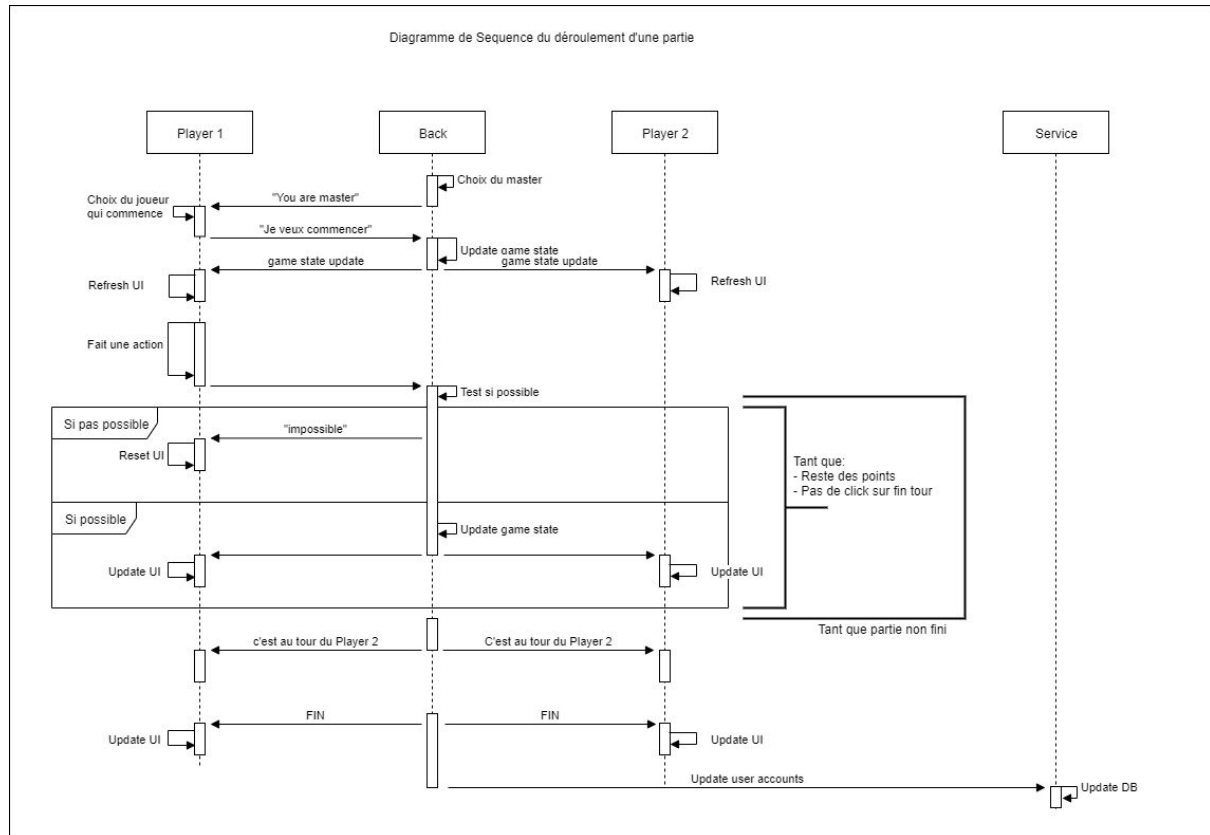 Diagramme de Sequence du déroulement d'une partie
Player 1
Back
Player 2
Service
Choix du master
"You are master"
Choix du joueur
qui commence
"Je veux commencer"
Update game state
game state update
game state update
Refresh UI
Refresh UI
Fait une action
Test si possible
Si pas possible
"impossible"
Reset UI
Tant que:
- Reste des points
- Pas de click sur fin tour
Si possible
Update game state
Update UI
Update UI
Tant que partie non fini
c'est au tour du Player 2
C'est au tour du Player 2
FIN
FIN
Update UI
Update UI
Update user accounts
Update DB